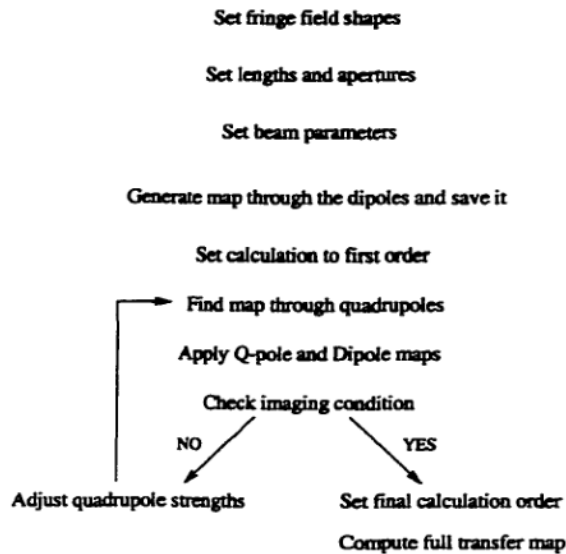 Set fringe field shapes
Set lengths and apertures
Set beam parameters
Generate map through the dipoles and save it
Set calculation to first order
Find map through quadrupoles
Apply Q-pole and Dipole maps
Check imaging condition
NO
YES
Adjust quadrupole strengths
Set final calculation order
Compute full transfer map